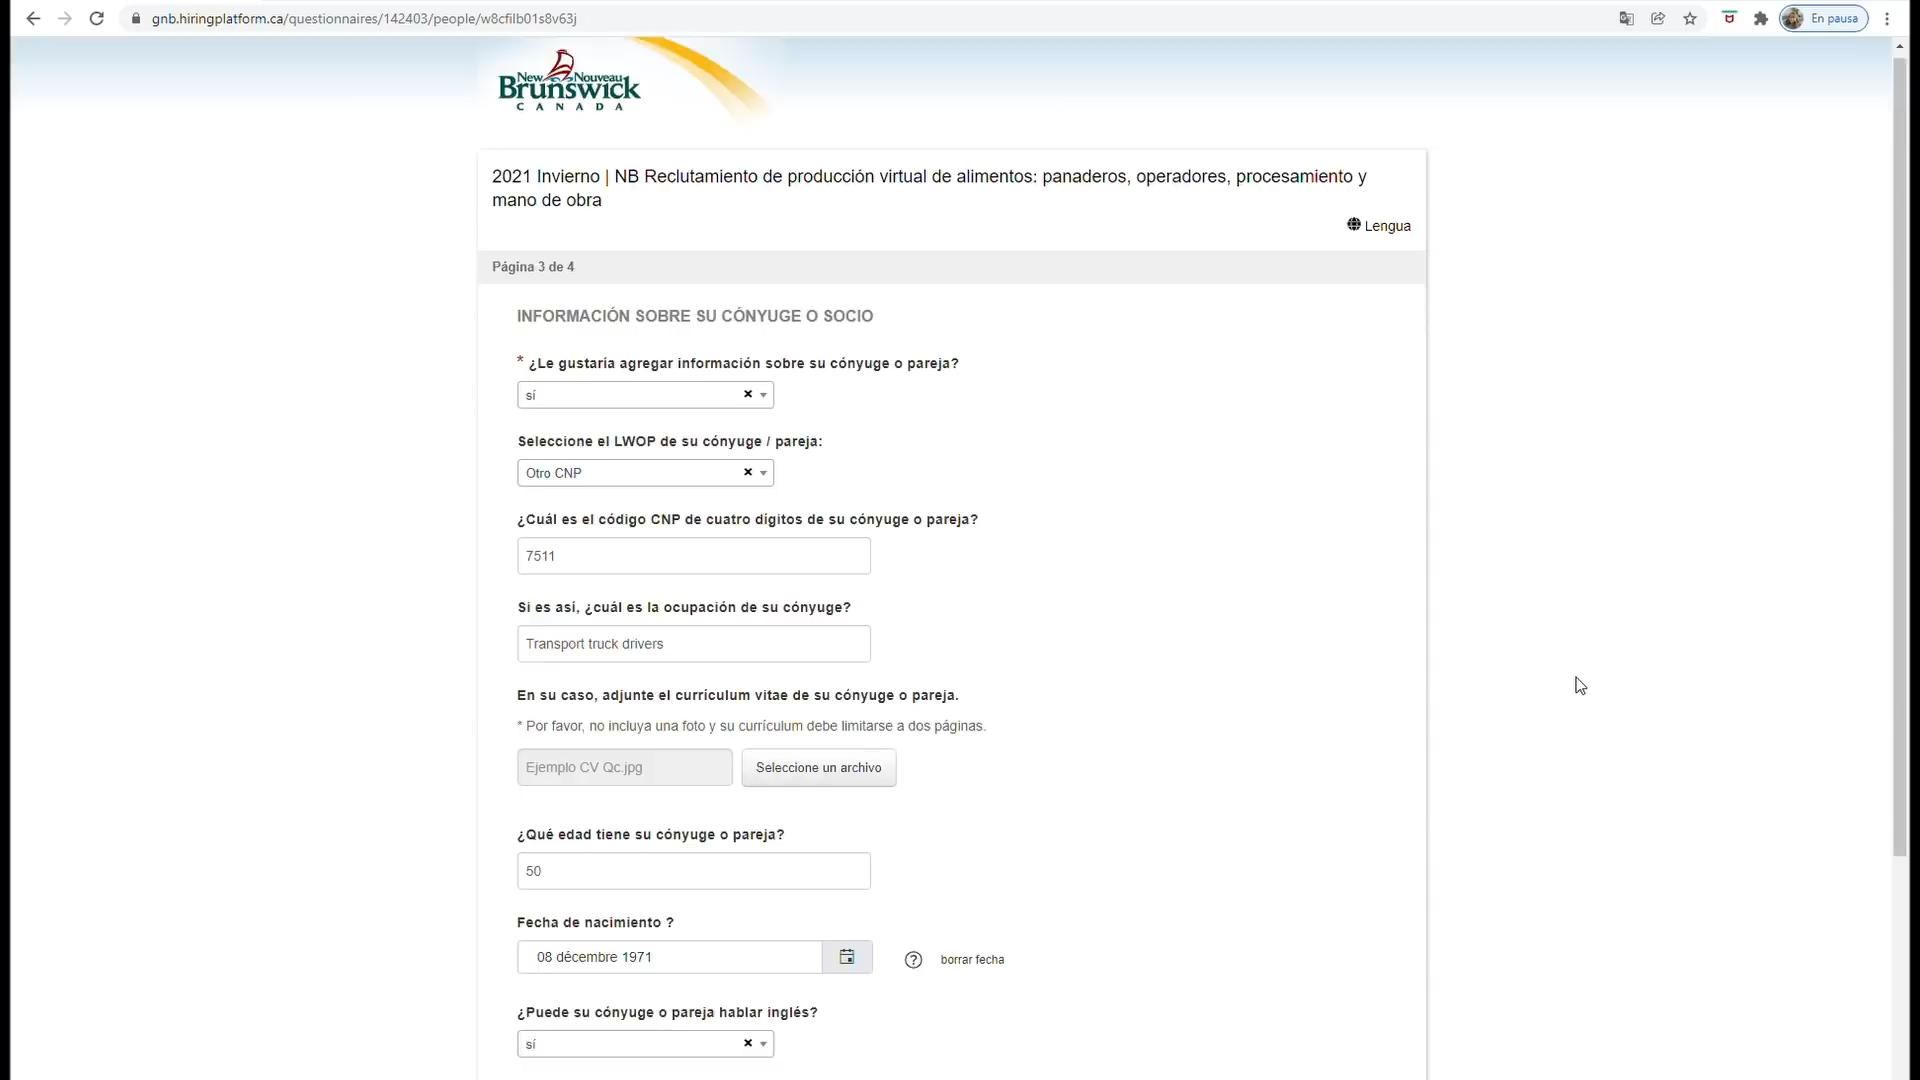 gnb.hiringplatform.ca/questionnaires/142403/people/w8cfilb01s8v63j
En pausa
New Nouveau
Brunswick
CANADA
2021 Invierno | NB Reclutamiento de producción virtual de alimentos: panaderos, operadores, procesamiento y
mano de obra
Lengua
Página 3 de 4
INFORMACIÓN SOBRE SU CÓNYUGE O SOCIO
* ¿Le gustaría agregar información sobre su cónyuge o pareja?
sí
Seleccione el LWOP de su cónyuge / pareja:
Otro CNP
¿Cuál es el código CNP de cuatro dígitos de su cónyuge o pareja?
7511
Si es así, ¿cuál es la ocupación de su cónyuge?
Transport truck drivers
En su caso, adjunte el currículum vitae de su cónyuge o pareja.
* Por favor, no incluya una foto y su currículum debe limitarse a dos páginas.
Ejemplo CV Qc.jpg
Seleccione un archivo
¿Qué edad tiene su cónyuge o pareja?
50
Fecha de nacimiento ?
08 décembre 1971
borrar fecha
¿Puede su cónyuge o pareja hablar inglés?
sí